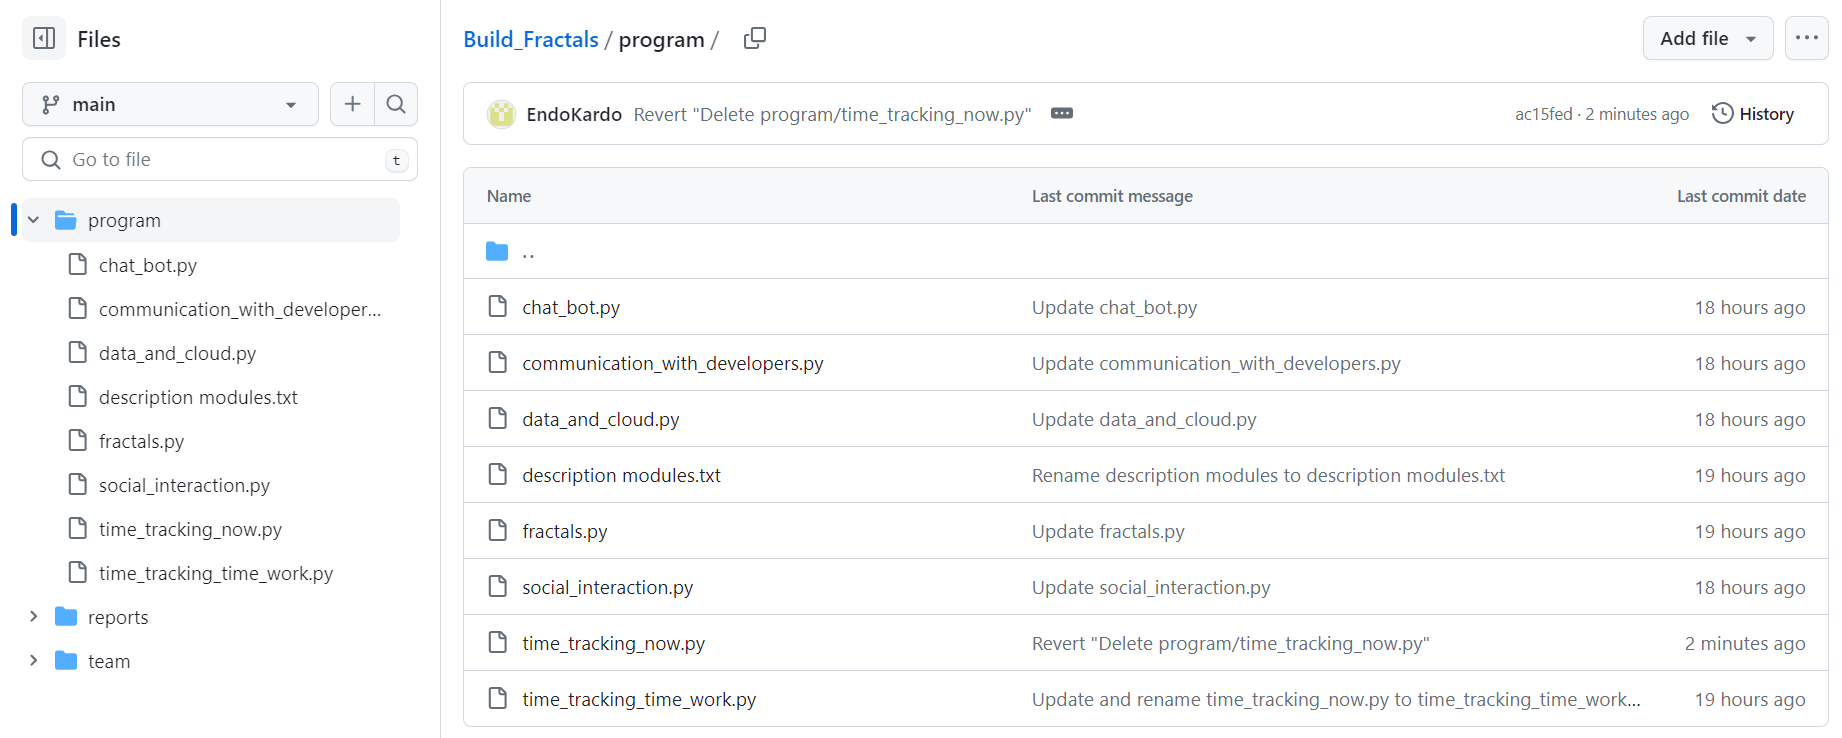 Files
main
Go to file
t
program
chat_bot.py
communication_with_developer...
data_and_cloud.py
description modules.txt
fractals.py
social_interaction.py
time_tracking_now.py
time_tracking_time_work.py
reports
team
Build_Fractals / program /
Add file
EndoKardo Revert "Delete program/time_tracking_now.py"
ac15fed · 2 minutes ago
History
Name Last commit message Last commit date
..
chat_bot.py Update chat_bot.py 18 hours ago
communication_with_developers.py Update communication_with_developers.py 18 hours ago
data_and_cloud.py Update data_and_cloud.py 18 hours ago
description modules.txt Rename description modules to description modules.txt 19 hours ago
fractals.py Update fractals.py 19 hours ago
social_interaction.py Update social_interaction.py 18 hours ago
time_tracking_now.py Revert "Delete program/time_tracking_now.py" 2 minutes ago
time_tracking_time_work.py Update and rename time_tracking_now.py to time_tracking_time_work... 19 hours ago